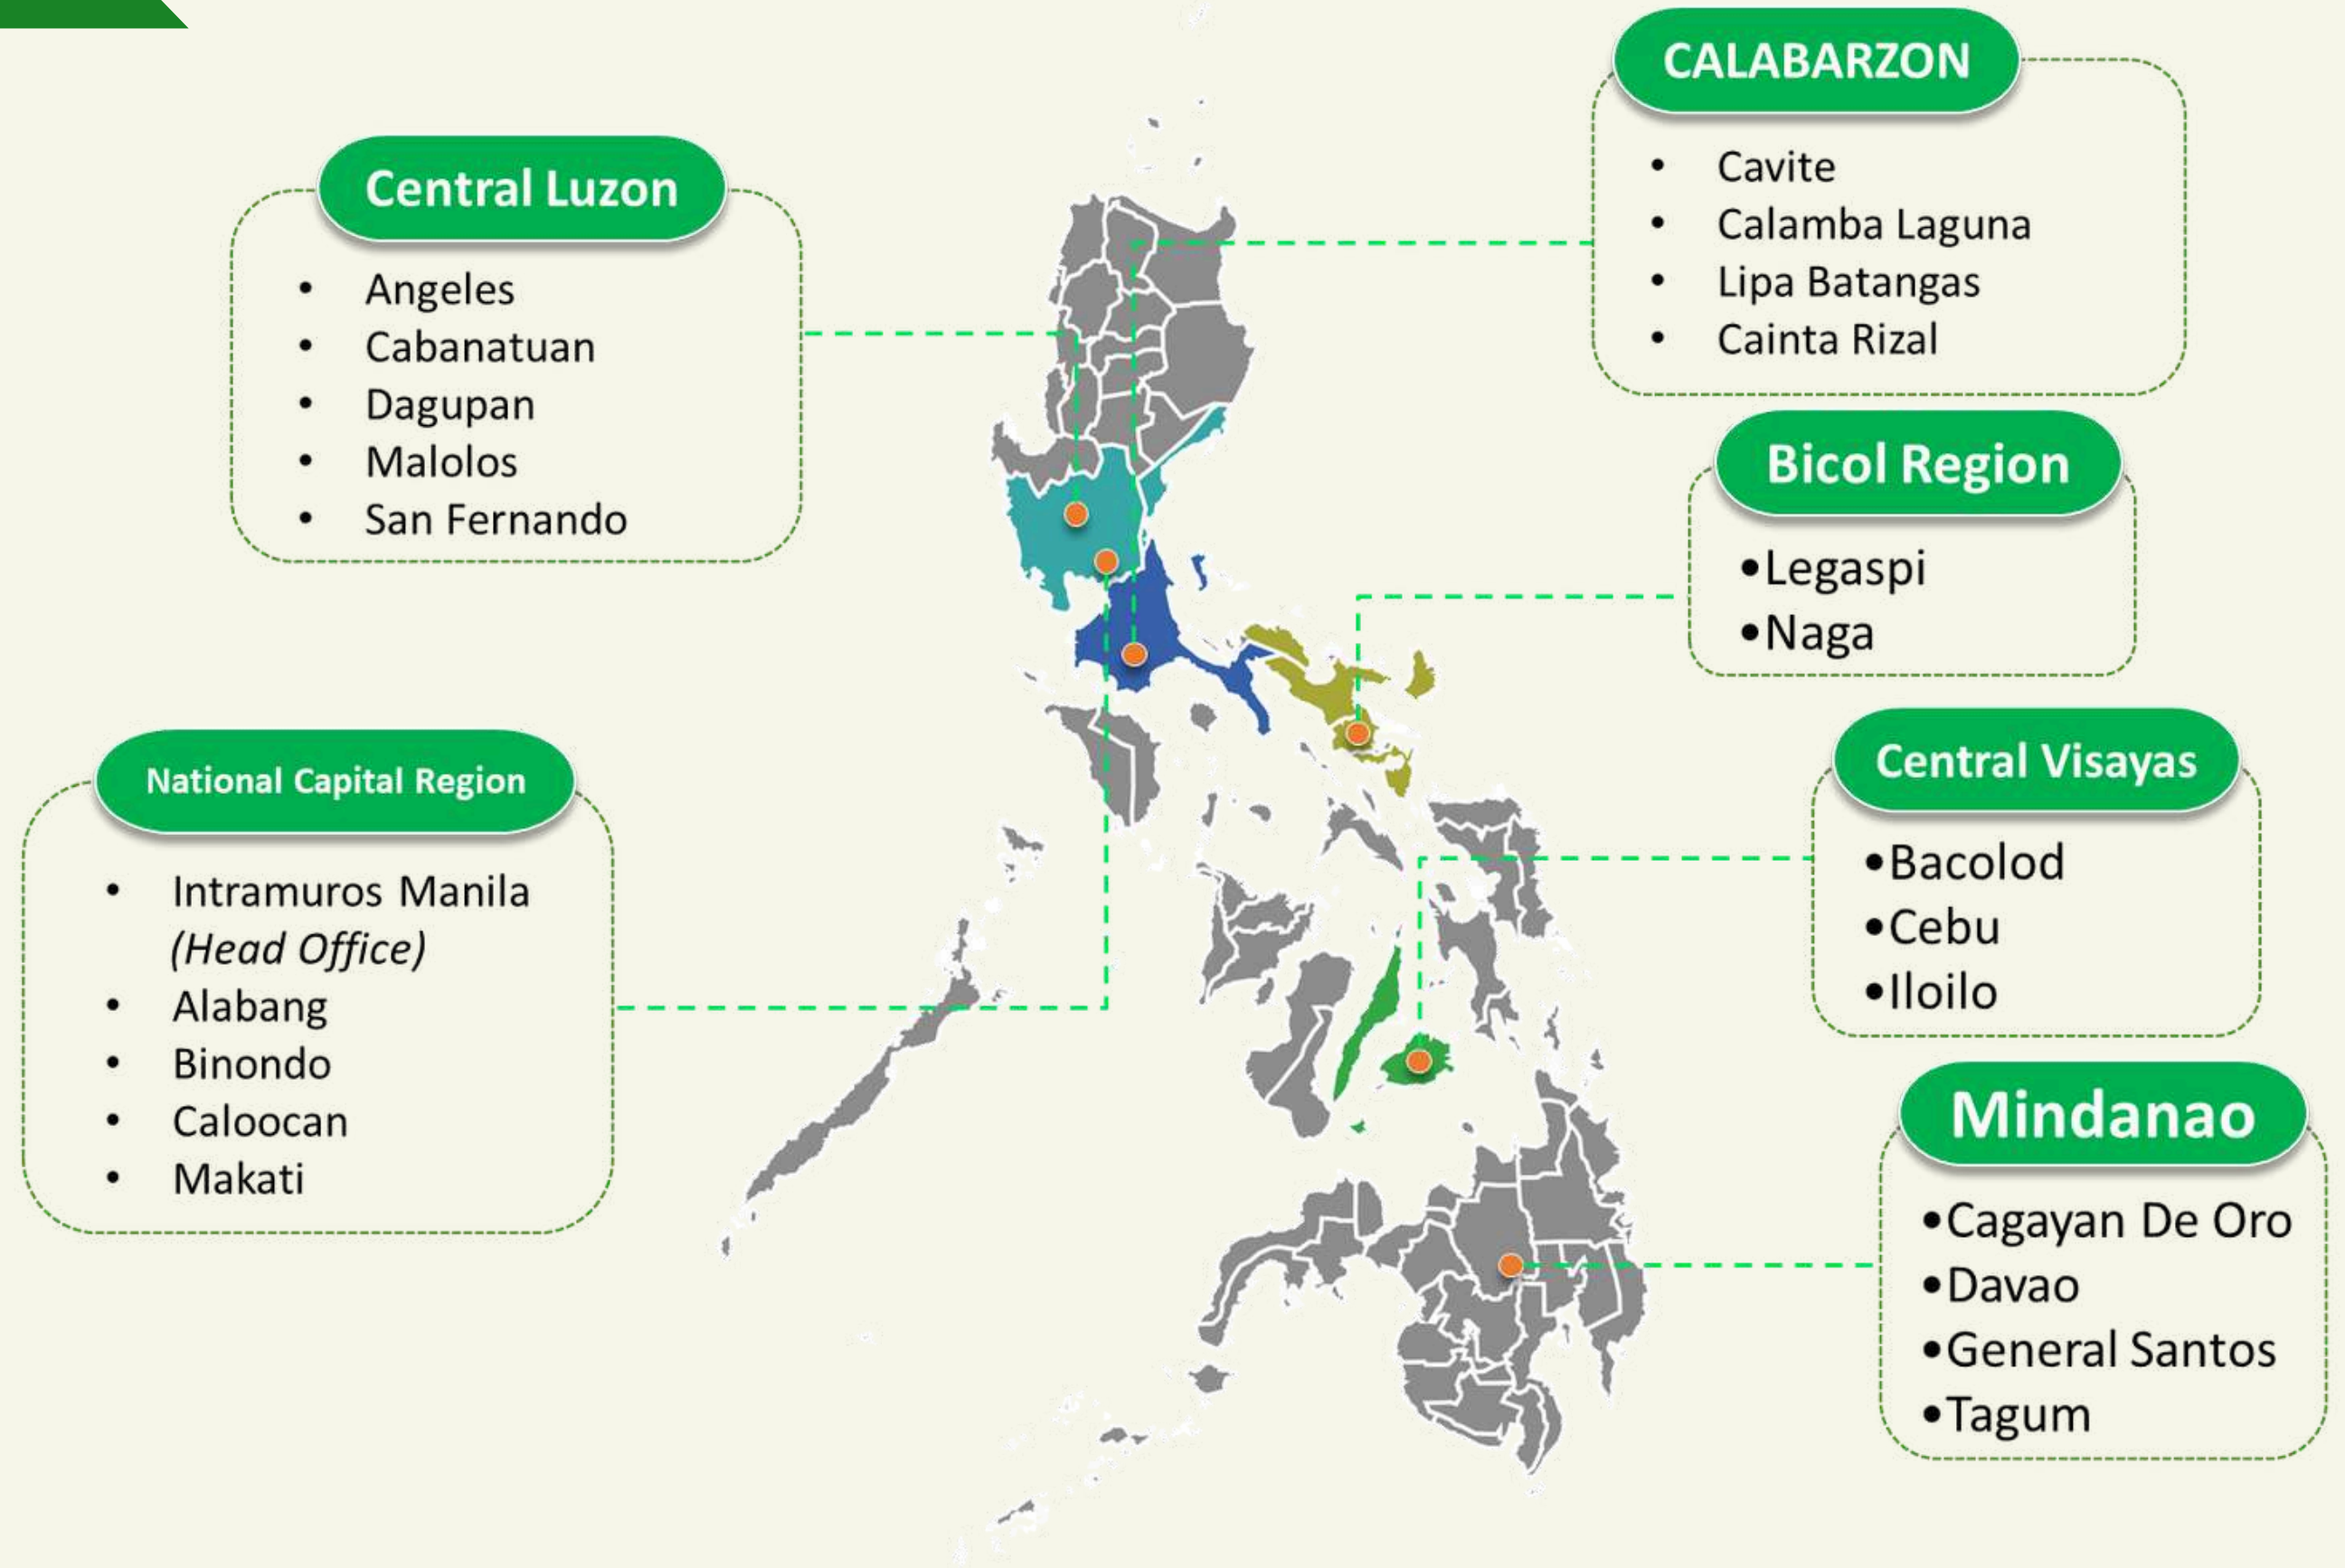 Central Luzon
• Angeles
• Cabanatuan
• Dagupan
• Malolos
• San Fernando
National Capital Region
• Intramuros Manila
(Head Office)
• Alabang
• Binondo
• Caloocan
• Makati
CALABARZON
• Cavite
• Calamba Laguna
• Lipa Batangas
• Cainta Rizal
Bicol Region
•Legaspi
•Naga
Central Visayas
•Bacolod
•Cebu
•Iloilo
Mindanao
•Cagayan De Oro
•Davao
•General Santos
•Tagum